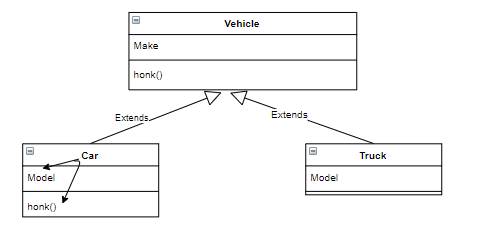 Vehicle
Make
honk()
Extends
Extends
Car
Truck
Model
Model
honk()